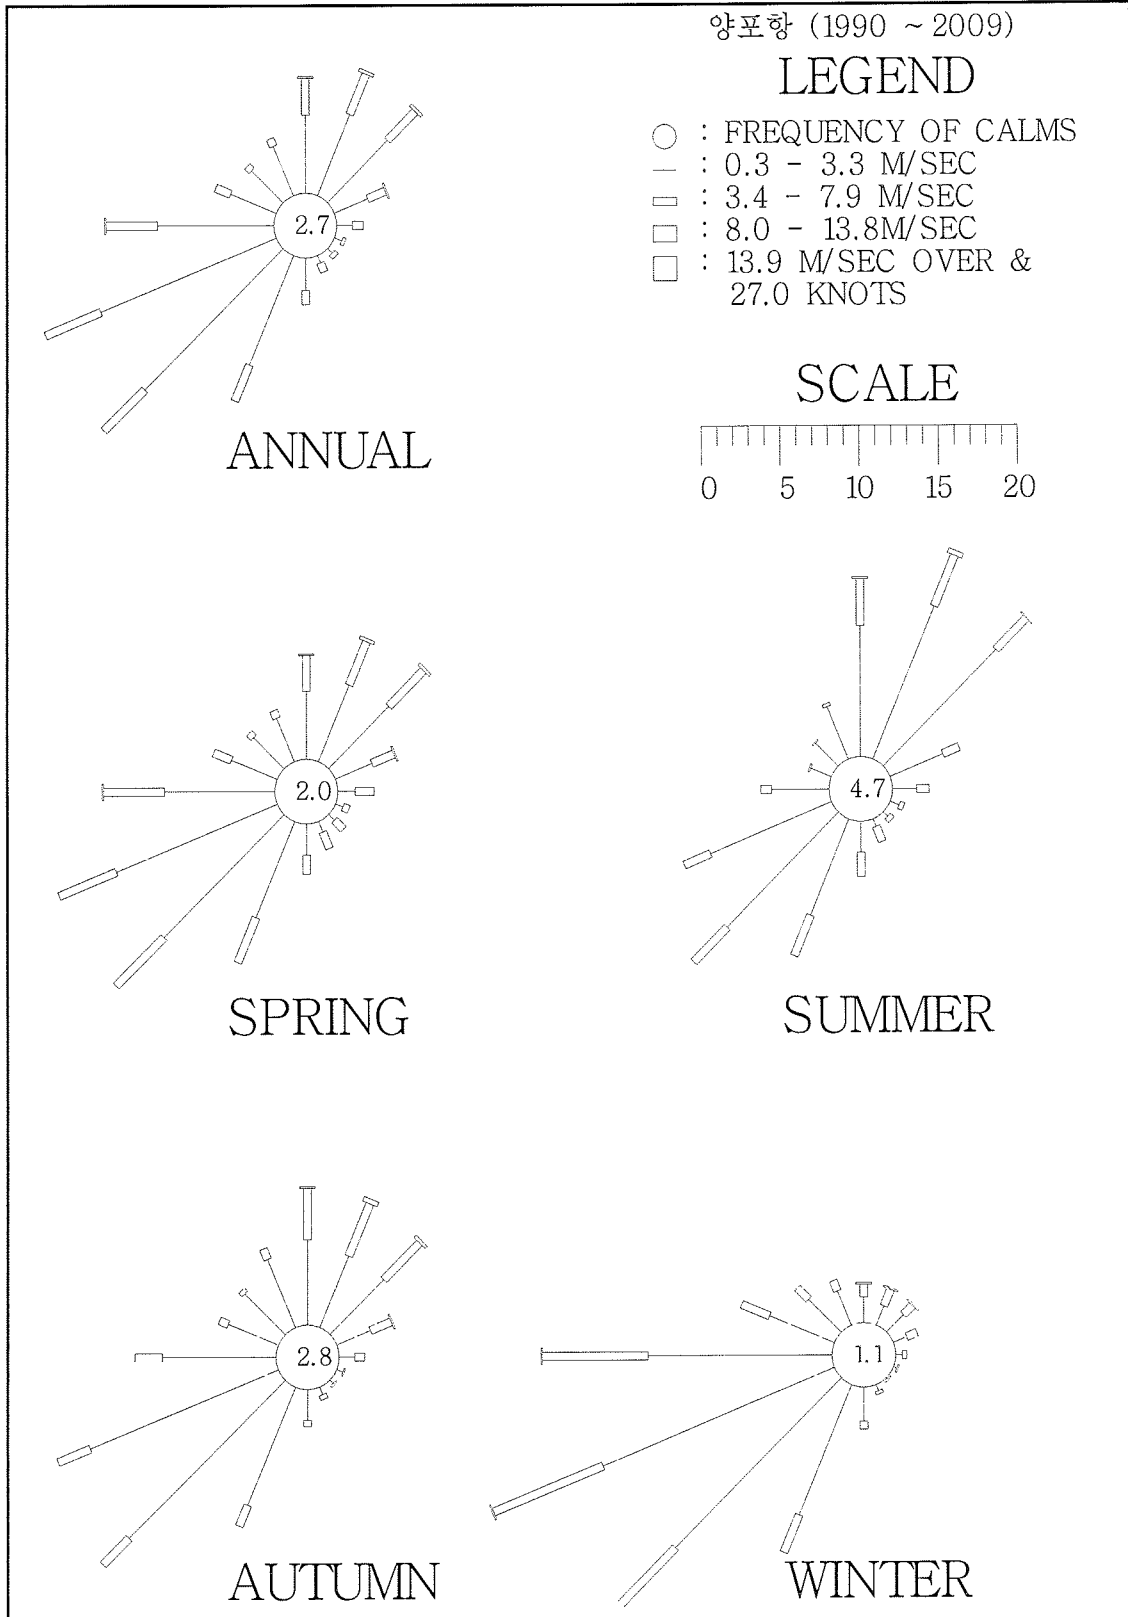 양포항 (1990 ~ 2009)
LEGEND
: FREQUENCY OF CALMS
: 0.3 - 3.3 M/SEC
: 3.4 - 7.9 M/SEC
: 8.0 - 13.8M/SEC
: 13.9 M/SEC OVER &
27.0 KNOTS
2.7
SCALE
0 5 10 15 20
ANNUAL
2.0
4.7
SPRING
SUMMER
2.8
1.1
AUTUMN
WINTER